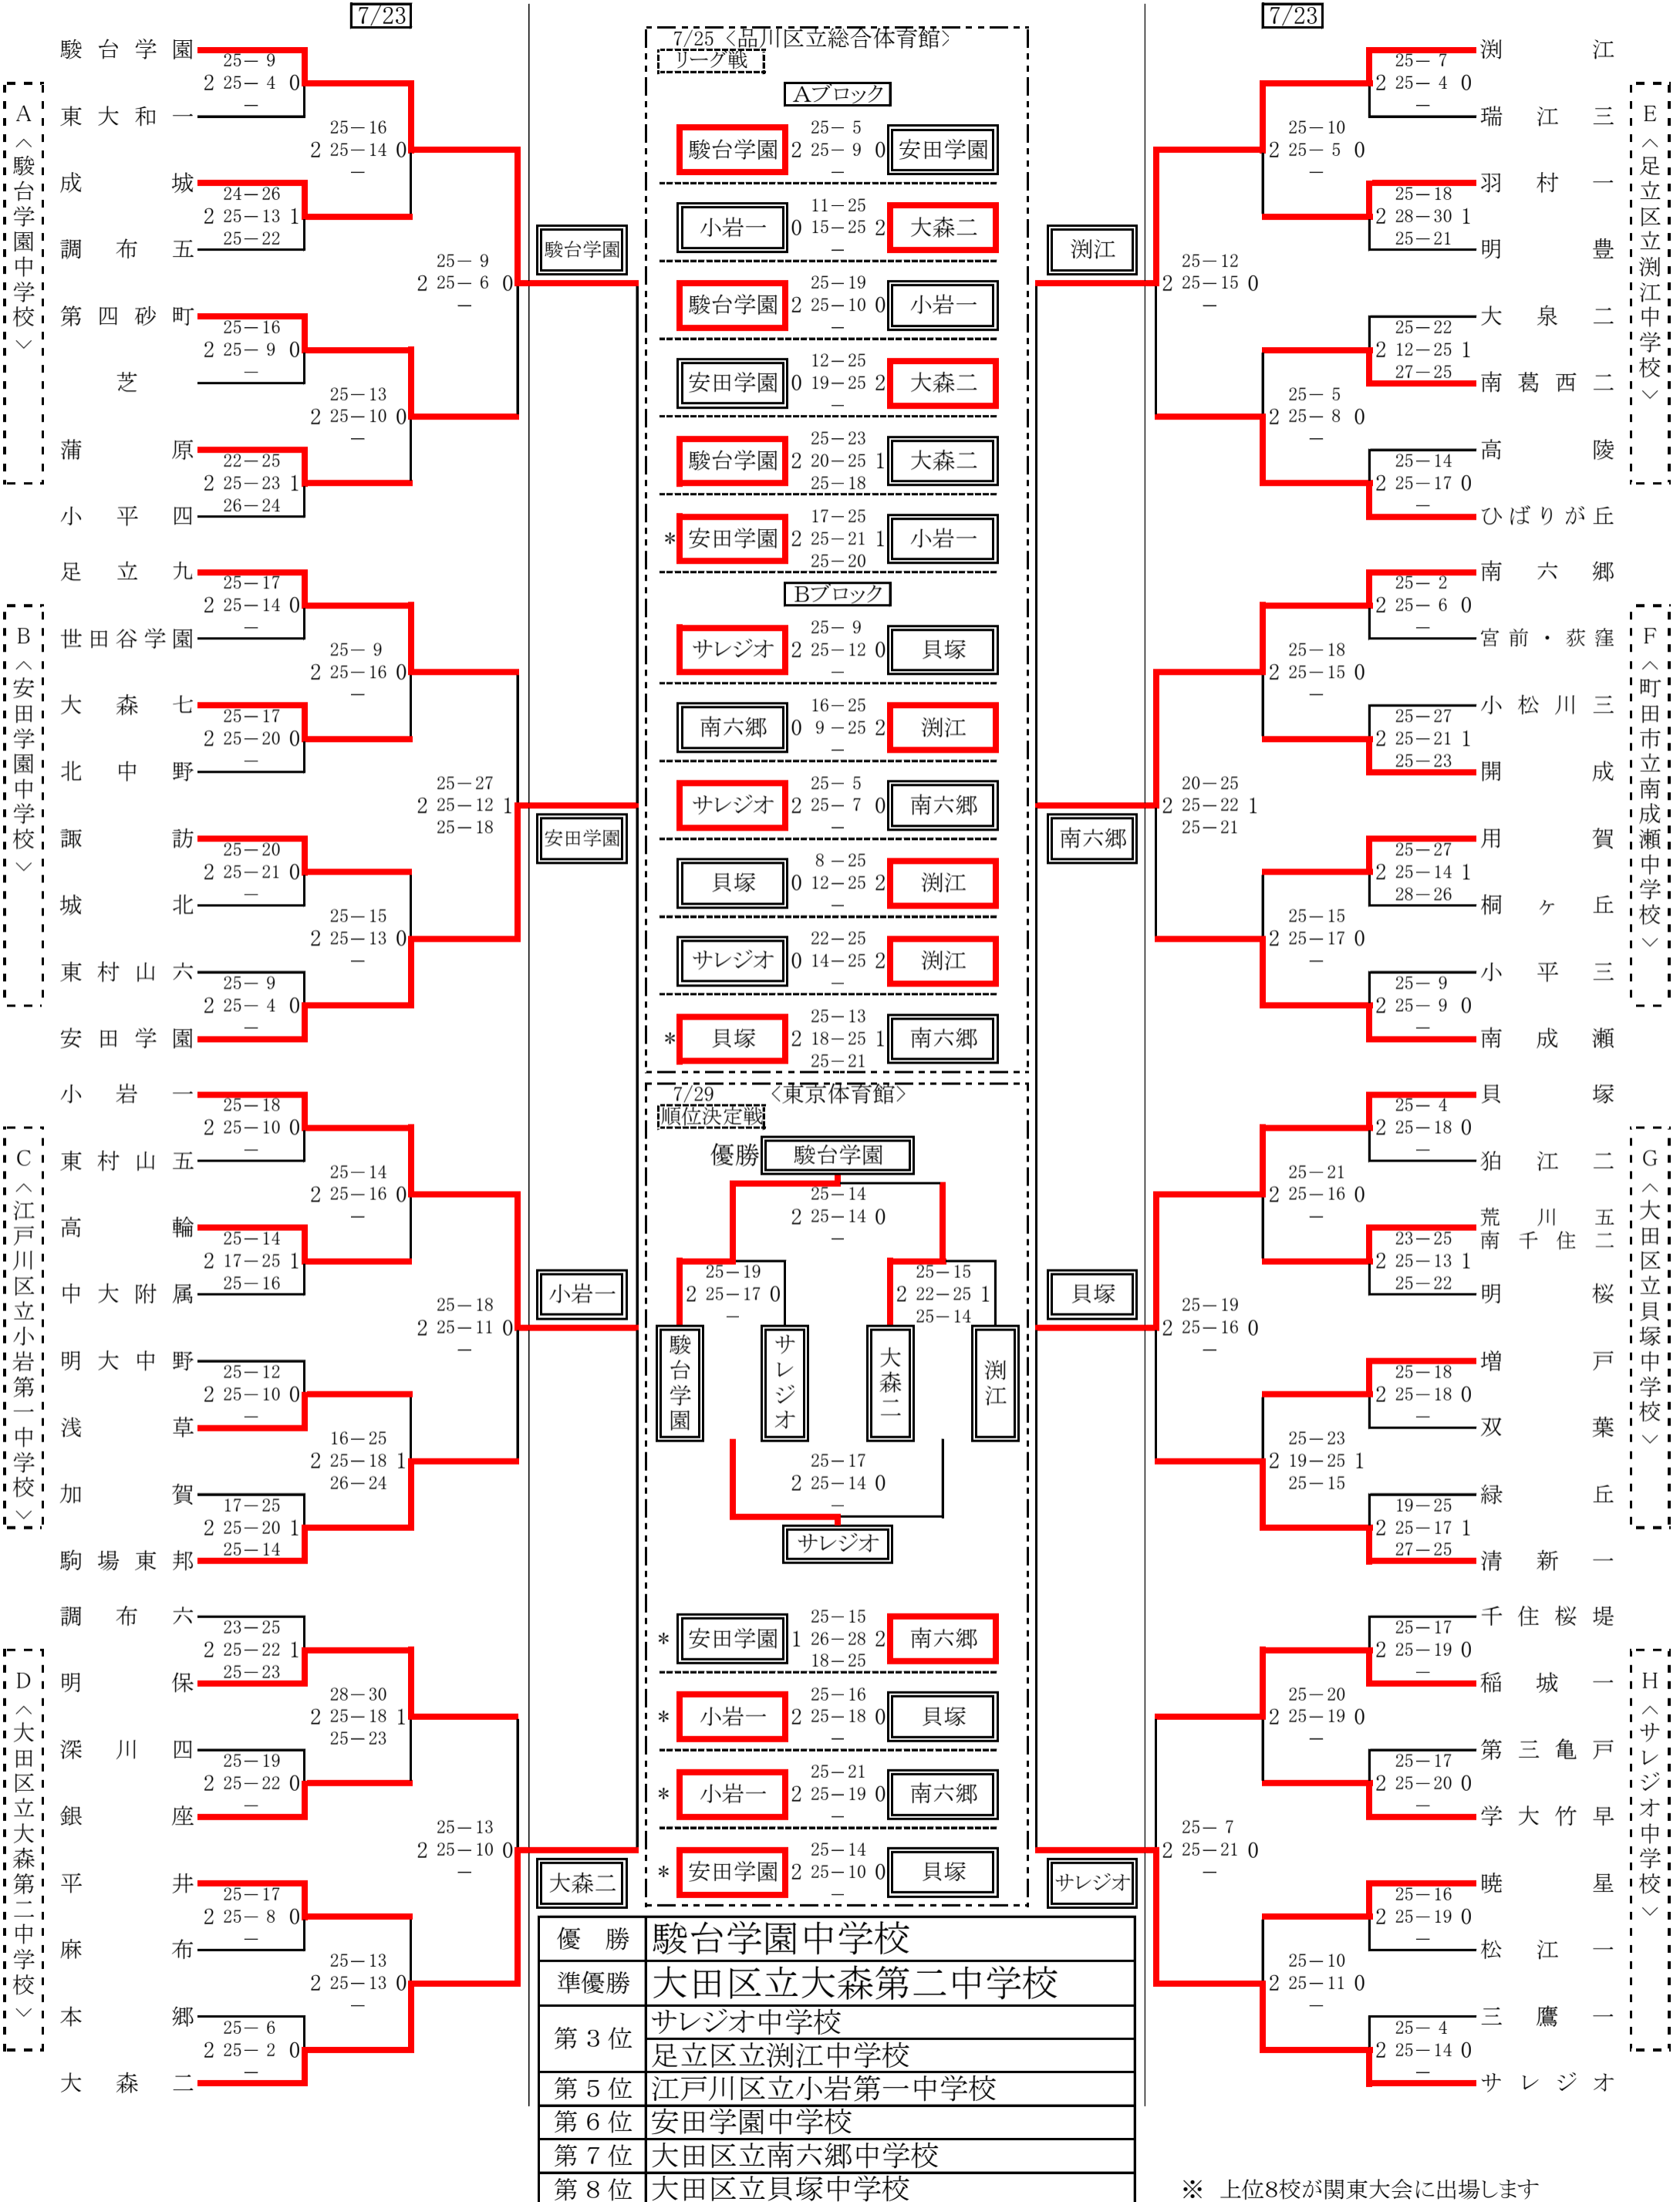 7/23
A＜駿台学園中学校＞
駿台学園
25－ 9
2 25－ 4 0
－
東大和一
25－16
2 25－14 0
－
成城
24－26
2 25－13 1
25－22
調布五
25－ 9
2 25－ 6 0
－
駿台学園
第四砂町
25－16
2 25－ 9 0
－
芝
25－13
2 25－10 0
－
蒲原
22－25
2 25－23 1
26－24
小平四
B＜安田学園中学校＞
足立九
25－17
2 25－14 0
－
世田谷学園
25－ 9
2 25－16 0
－
大森七
25－17
2 25－20 0
－
北中野
25－27
2 25－12 1
25－18
安田学園
諏訪
25－20
2 25－21 0
－
城北
25－15
2 25－13 0
－
東村山六
25－ 9
2 25－ 4 0
－
安田学園
C＜江戸川区立小岩第一中学校＞
小岩一
25－18
2 25－10 0
－
東村山五
25－14
2 25－16 0
－
高輪
25－14
2 17－25 1
25－16
中大附属
25－18
2 25－11 0
－
小岩一
明大中野
25－12
2 25－10 0
－
浅草
16－25
2 25－18 1
26－24
加賀
17－25
2 25－20 1
25－14
駒場東邦
D＜大田区立大森第二中学校＞
調布六
23－25
2 25－22 1
25－23
明保
28－30
2 25－18 1
25－23
深川四
25－19
2 25－22 0
－
銀座
25－13
2 25－10 0
－
大森二
平井
25－17
2 25－ 8 0
－
麻布
25－13
2 25－13 0
－
本郷
25－ 6
2 25－ 2 0
－
大森二
7/25 ＜品川区立総合体育館＞
リーグ戦
Aブロック
25－ 5
駿台学園 2 25－ 9 0 安田学園
－
11－25
小岩一 0 15－25 2 大森二
－
25－19
駿台学園 2 25－10 0 小岩一
－
12－25
安田学園 0 19－25 2 大森二
－
25－23
駿台学園 2 20－25 1 大森二
25－18
17－25
* 安田学園 2 25－21 1 小岩一
25－20
Bブロック
25－ 9
サレジオ 2 25－12 0 貝塚
－
16－25
南六郷 0 9 －25 2 渕江
－
25－ 5
サレジオ 2 25－ 7 0 南六郷
－
8 －25
貝塚 0 12－25 2 渕江
－
22－25
サレジオ 0 14－25 2 渕江
－
25－13
* 貝塚 2 18－25 1 南六郷
25－21
7/29 ＜東京体育館＞
順位決定戦
優勝 駿台学園
25－14
2 25－14 0
－
25－19
2 25－17 0
－
25－15
2 22－25 1
25－14
駿台学園
サレジオ
大森二
渕江
25－17
2 25－14 0
－
サレジオ
25－15
* 安田学園 1 26－28 2 南六郷
18－25
25－16
* 小岩一 2 25－18 0 貝塚
－
25－21
* 小岩一 2 25－19 0 南六郷
－
25－14
* 安田学園 2 25－10 0 貝塚
－
優勝 駿台学園中学校
準優勝 大田区立大森第二中学校
第3位 サレジオ中学校
足立区立渕江中学校
第5位 江戸川区立小岩第一中学校
第6位 安田学園中学校
第7位 大田区立南六郷中学校
第8位 大田区立貝塚中学校
7/23
E＜足立区立渕江中学校＞
渕江
25－ 7
2 25－ 4 0
－
瑞江三
25－10
2 25－ 5 0
－
羽村一
25－18
2 28－30 1
25－21
明豊
渕江
25－12
2 25－15 0
－
大泉二
25－22
2 12－25 1
27－25
南葛西二
25－ 5
2 25－ 8 0
－
高陵
25－14
2 25－17 0
－
ひばりが丘
F＜町田市立南成瀬中学校＞
南六郷
25－ 2
2 25－ 6 0
－
宮前・荻窪
25－18
2 25－15 0
－
小松川三
25－27
2 25－21 1
25－23
開成
南六郷
20－25
2 25－22 1
25－21
用賀
25－27
2 25－14 1
28－26
桐ヶ丘
25－15
2 25－17 0
－
小平三
25－ 9
2 25－ 9 0
－
南成瀬
G＜大田区立貝塚中学校＞
貝塚
25－ 4
2 25－18 0
－
狛江二
25－21
2 25－16 0
－
荒川五
南千住二
23－25
2 25－13 1
25－22
明桜
貝塚
25－19
2 25－16 0
－
増戸
25－18
2 25－18 0
－
双葉
25－23
2 19－25 1
25－15
緑丘
19－25
2 25－17 1
27－25
清新一
H＜サレジオ中学校＞
千住桜堤
25－17
2 25－19 0
－
稲城一
25－20
2 25－19 0
－
第三亀戸
25－17
2 25－20 0
－
学大竹早
サレジオ
25－ 7
2 25－21 0
－
暁星
25－16
2 25－19 0
－
松江一
25－10
2 25－11 0
－
三鷹一
25－ 4
2 25－14 0
－
サレジオ
※ 上位8校が関東大会に出場します